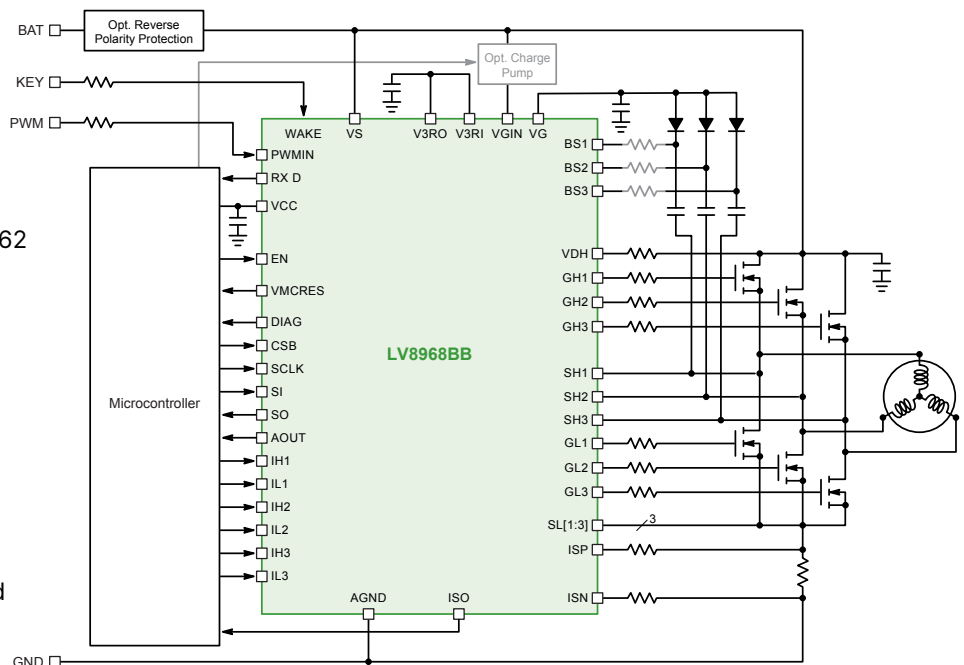 BAT
Opt. Reverse
Polarity Protection
KEY
PWM
Opt. Charge
Pump
WAKE
VS
V3RO
V3RI
VGIN
VG
PWMIN
RX D
VCC
EN
VMCRES
DIAG
CSB
SCLK
SI
SO
AOUT
IH1
IL1
IH2
IL2
IH3
IL3
Microcontroller
LV8968BB
BS1
BS2
BS3
VDH
GH1
GH2
GH3
SH1
SH2
SH3
GL1
GL2
GL3
SL[1:3]
3
ISP
ISN
AGND
ISO
GND
62
d